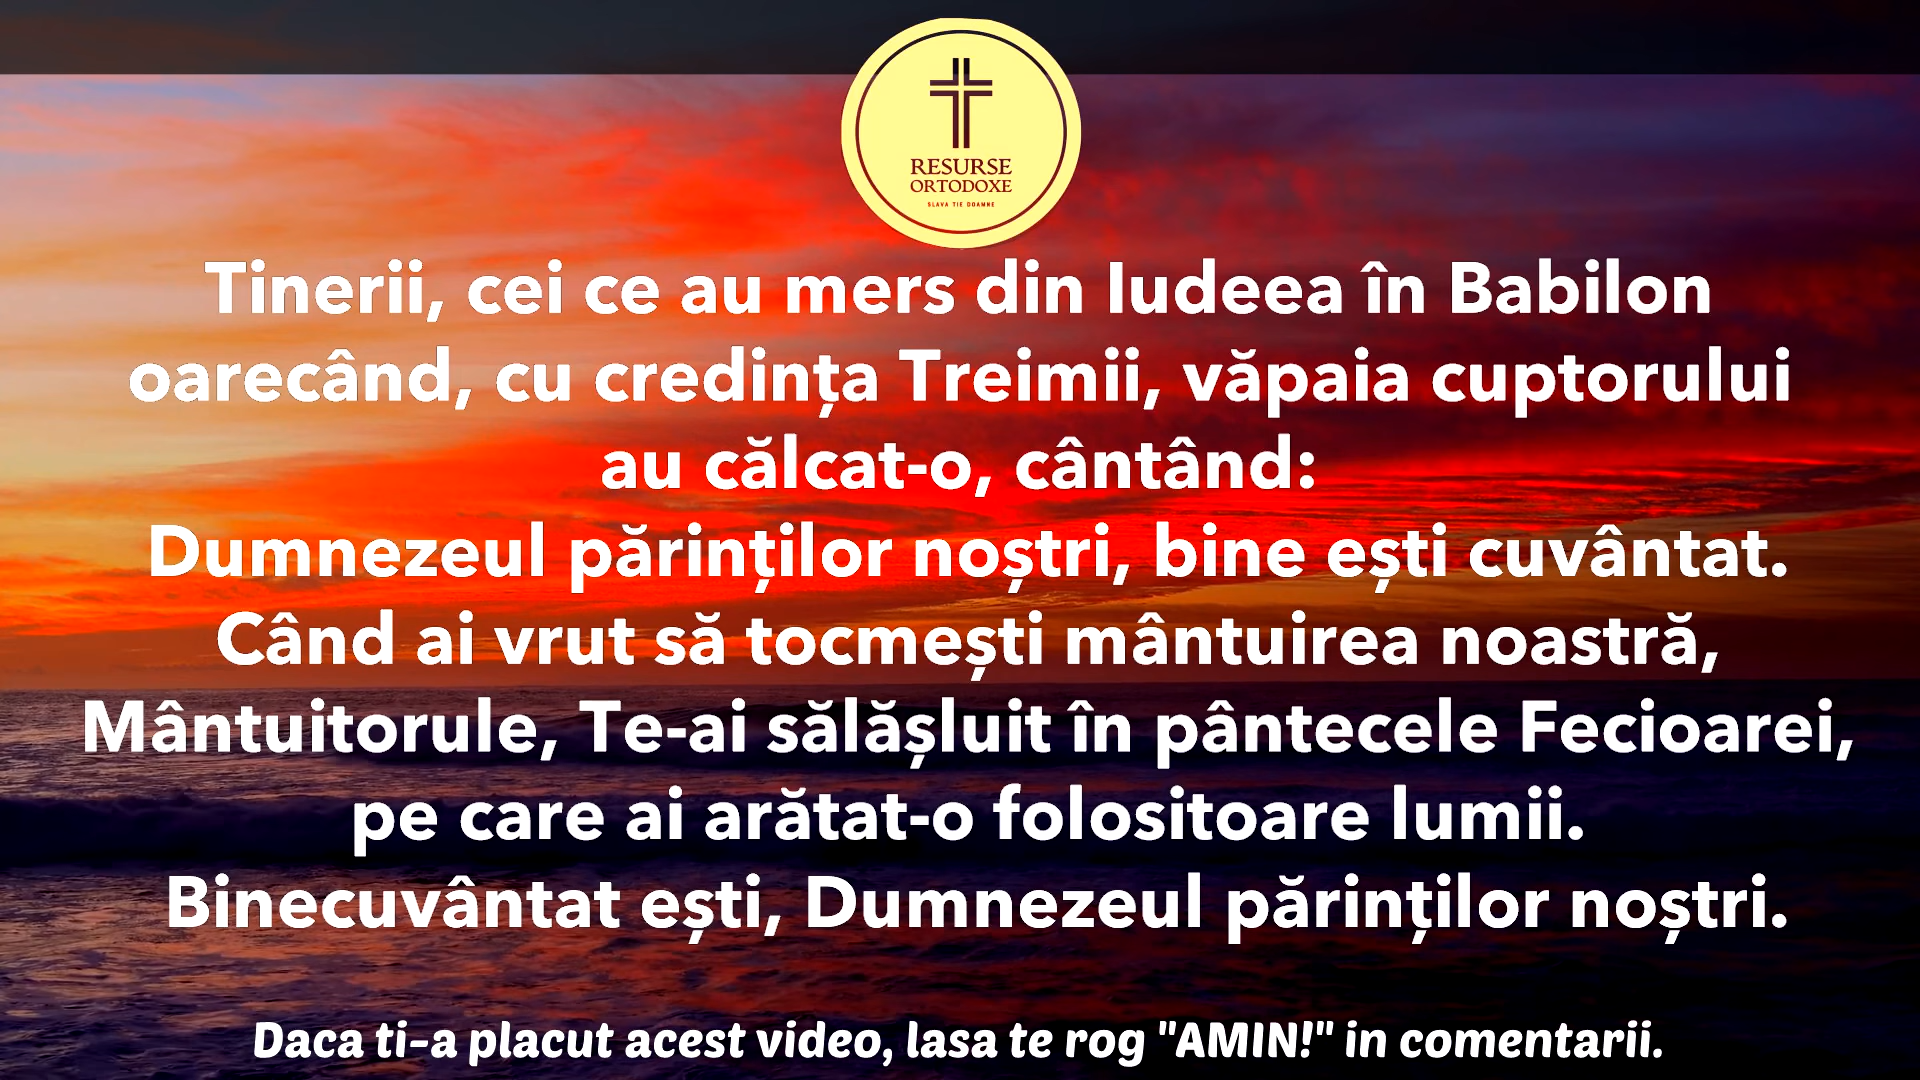 RESURSE
ORTODOXE
SLAVA TIE DOAMNE
Tinerii, cei ce au mers din Iudeea în Babilon
oarecând, cu credința Treimii, văpaia cuptorului
au călcat-o, cântând:
Dumnezeul părinților noștri, bine ești cuvântat.
Când ai vrut să tocmești mântuirea noastră,
Mântuitorule, Te-ai sălășluit în pântecele Fecioarei,
pe care ai arătat-o folositoare lumii.
Binecuvântat ești, Dumnezeul părinților noștri.
Daca ti-a placut acest video, lasa te rog "AMIN!" in comentarii.